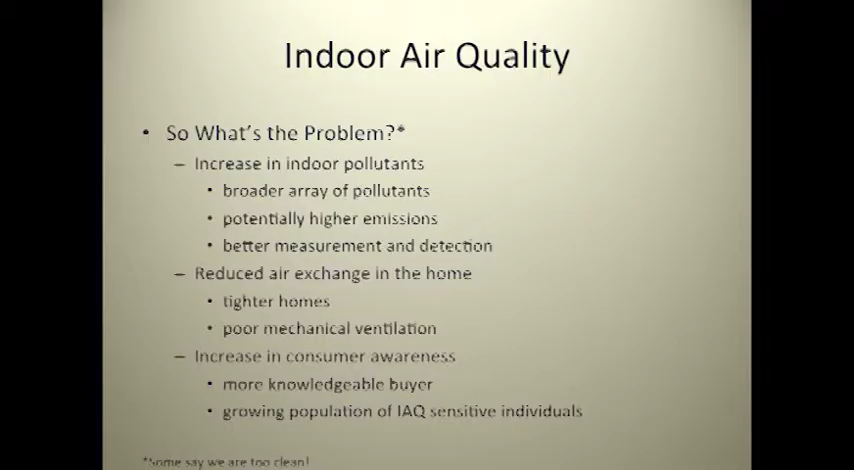 Indoor Air Quality
• So What's the Problem?*
– Increase in indoor pollutants
• broader array of pollutants
• potentially higher emissions
• better measurement and detection
– Reduced air exchange in the home
• tighter homes
• poor mechanical ventilation
– Increase in consumer awareness
• more knowledgeable buyer
• growing population of IAQ sensitive individuals
*Some say we are too clean!